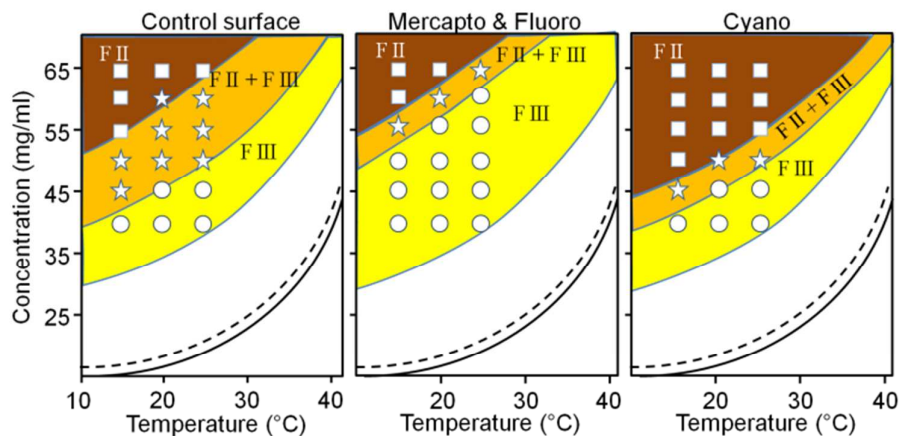 Control surface
Mercapto & Fluoro
Cyano
Concentration (mg/ml)
65
55
45
35
25
F II
F II + F III
F III
F II
F II + F III
F III
F II
F II + F III
F III
10 20 30 40
20 30 40
20 30 40
Temperature (°C)
Temperature (°C)
Temperature (°C)